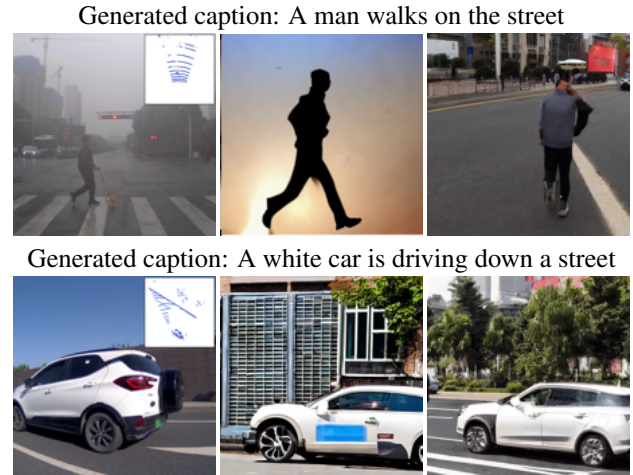 Generated caption: A man walks on the street
Generated caption: A white car is driving down a street